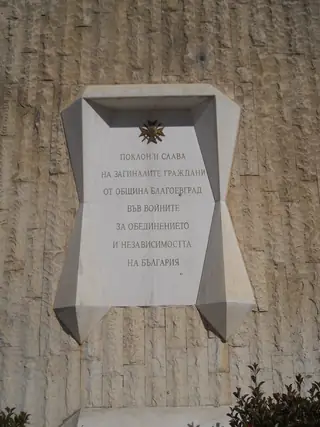 ПОКЛОН И СЛАВА
НА ЗАГИНАЛИТЕ ГРАЖДАНИ
ОТ ОБЩИНА БЛАГОЕВГРАД
ВЪВ ВОЙНИТЕ
ЗА ОБЕДИНЕНИЕТО
И НЕЗАВИСИМОСТТА
НА БЪЛГАРИЯ